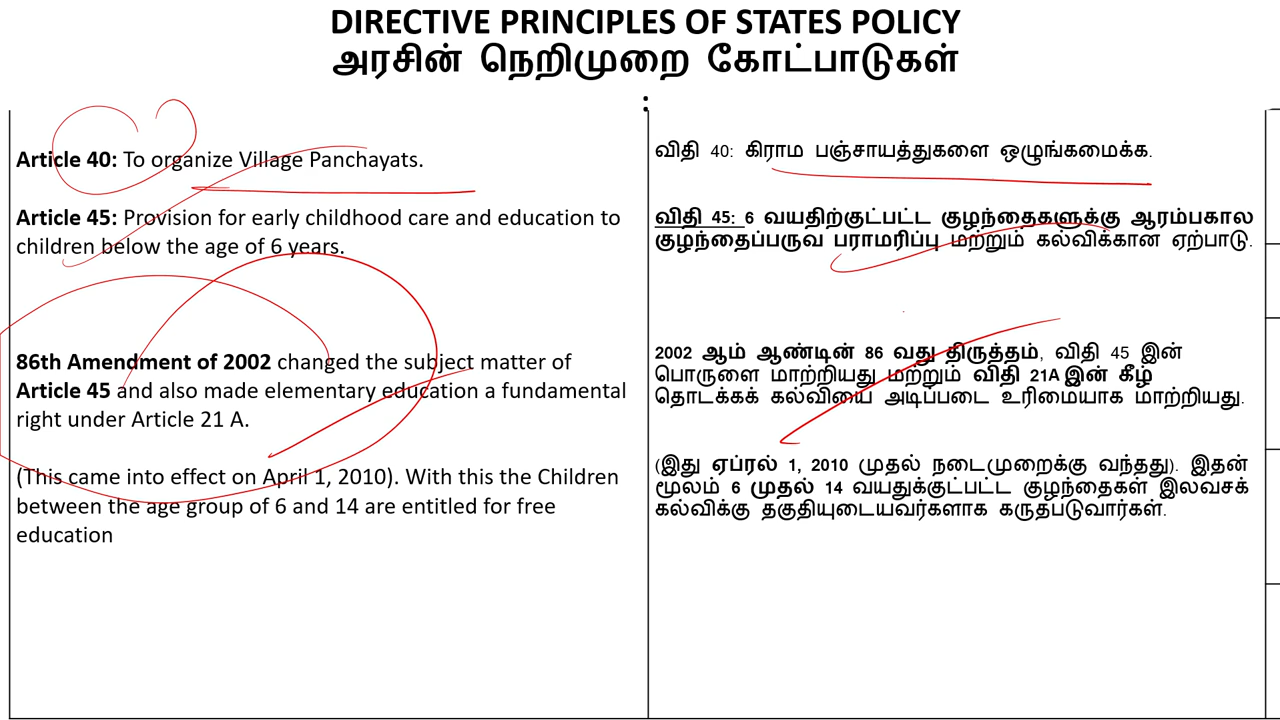 DIRECTIVE PRINCIPLES OF STATES POLICY
அரசின் நெறிமுறை கோட்பாடுகள்
:
Article 40: To organize Village Panchayats.
Article 45: Provision for early childhood care and education to
children below the age of 6 years.
86th Amendment of 2002 changed the subject matter of
Article 45 and also made elementary education a fundamental
right under Article 21 A.
(This came into effect on April 1, 2010). With this the Children
between the age group of 6 and 14 are entitled for free
education
விதி 40: கிராம பஞ்சாயத்துகளை ஒழுங்கமைக்க.
விதி 45: 6 வயதிற்குட்பட்ட குழந்தைகளுக்கு ஆரம்பகால
குழந்தைப்பருவ பராமரிப்பு மற்றும் கல்விக்கான ஏற்பாடு.
2002 ஆம் ஆண்டின் 86 வது திருத்தம், விதி 45 இன்
பொருளை மாற்றியது மற்றும் விதி 21A இன் கீழ்
தொடக்கக் கல்வியை அடிப்படை உரிமையாக மாற்றியது.
(இது ஏப்ரல் 1, 2010 முதல் நடைமுறைக்கு வந்தது). இதன்
மூலம் 6 முதல் 14 வயதுக்குட்பட்ட குழந்தைகள் இலவசக்
கல்விக்கு தகுதியுடையவர்களாக கருதபடுவார்கள்.